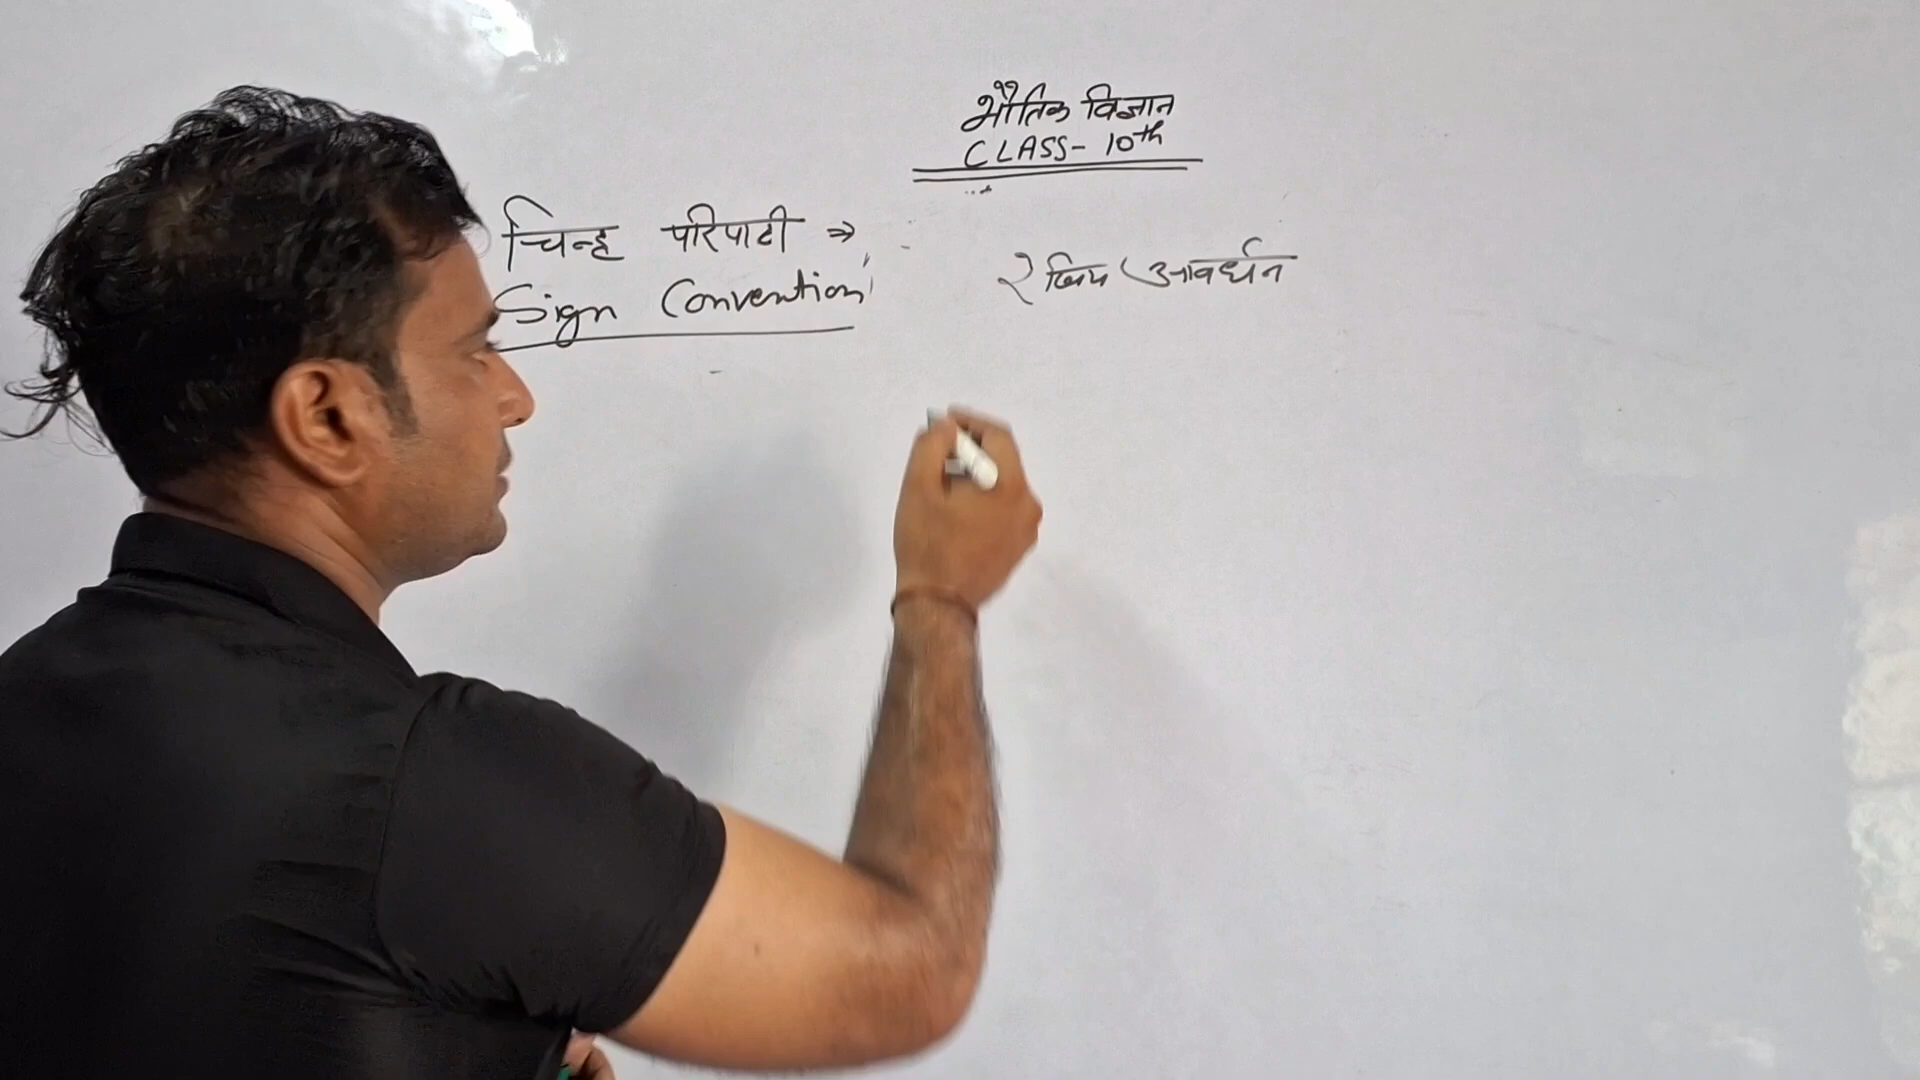 भौतिक विज्ञान
CLASS- 10th
चिन्ह परिपाटी ⇒
Sign Convention
रेखिय आवर्धन